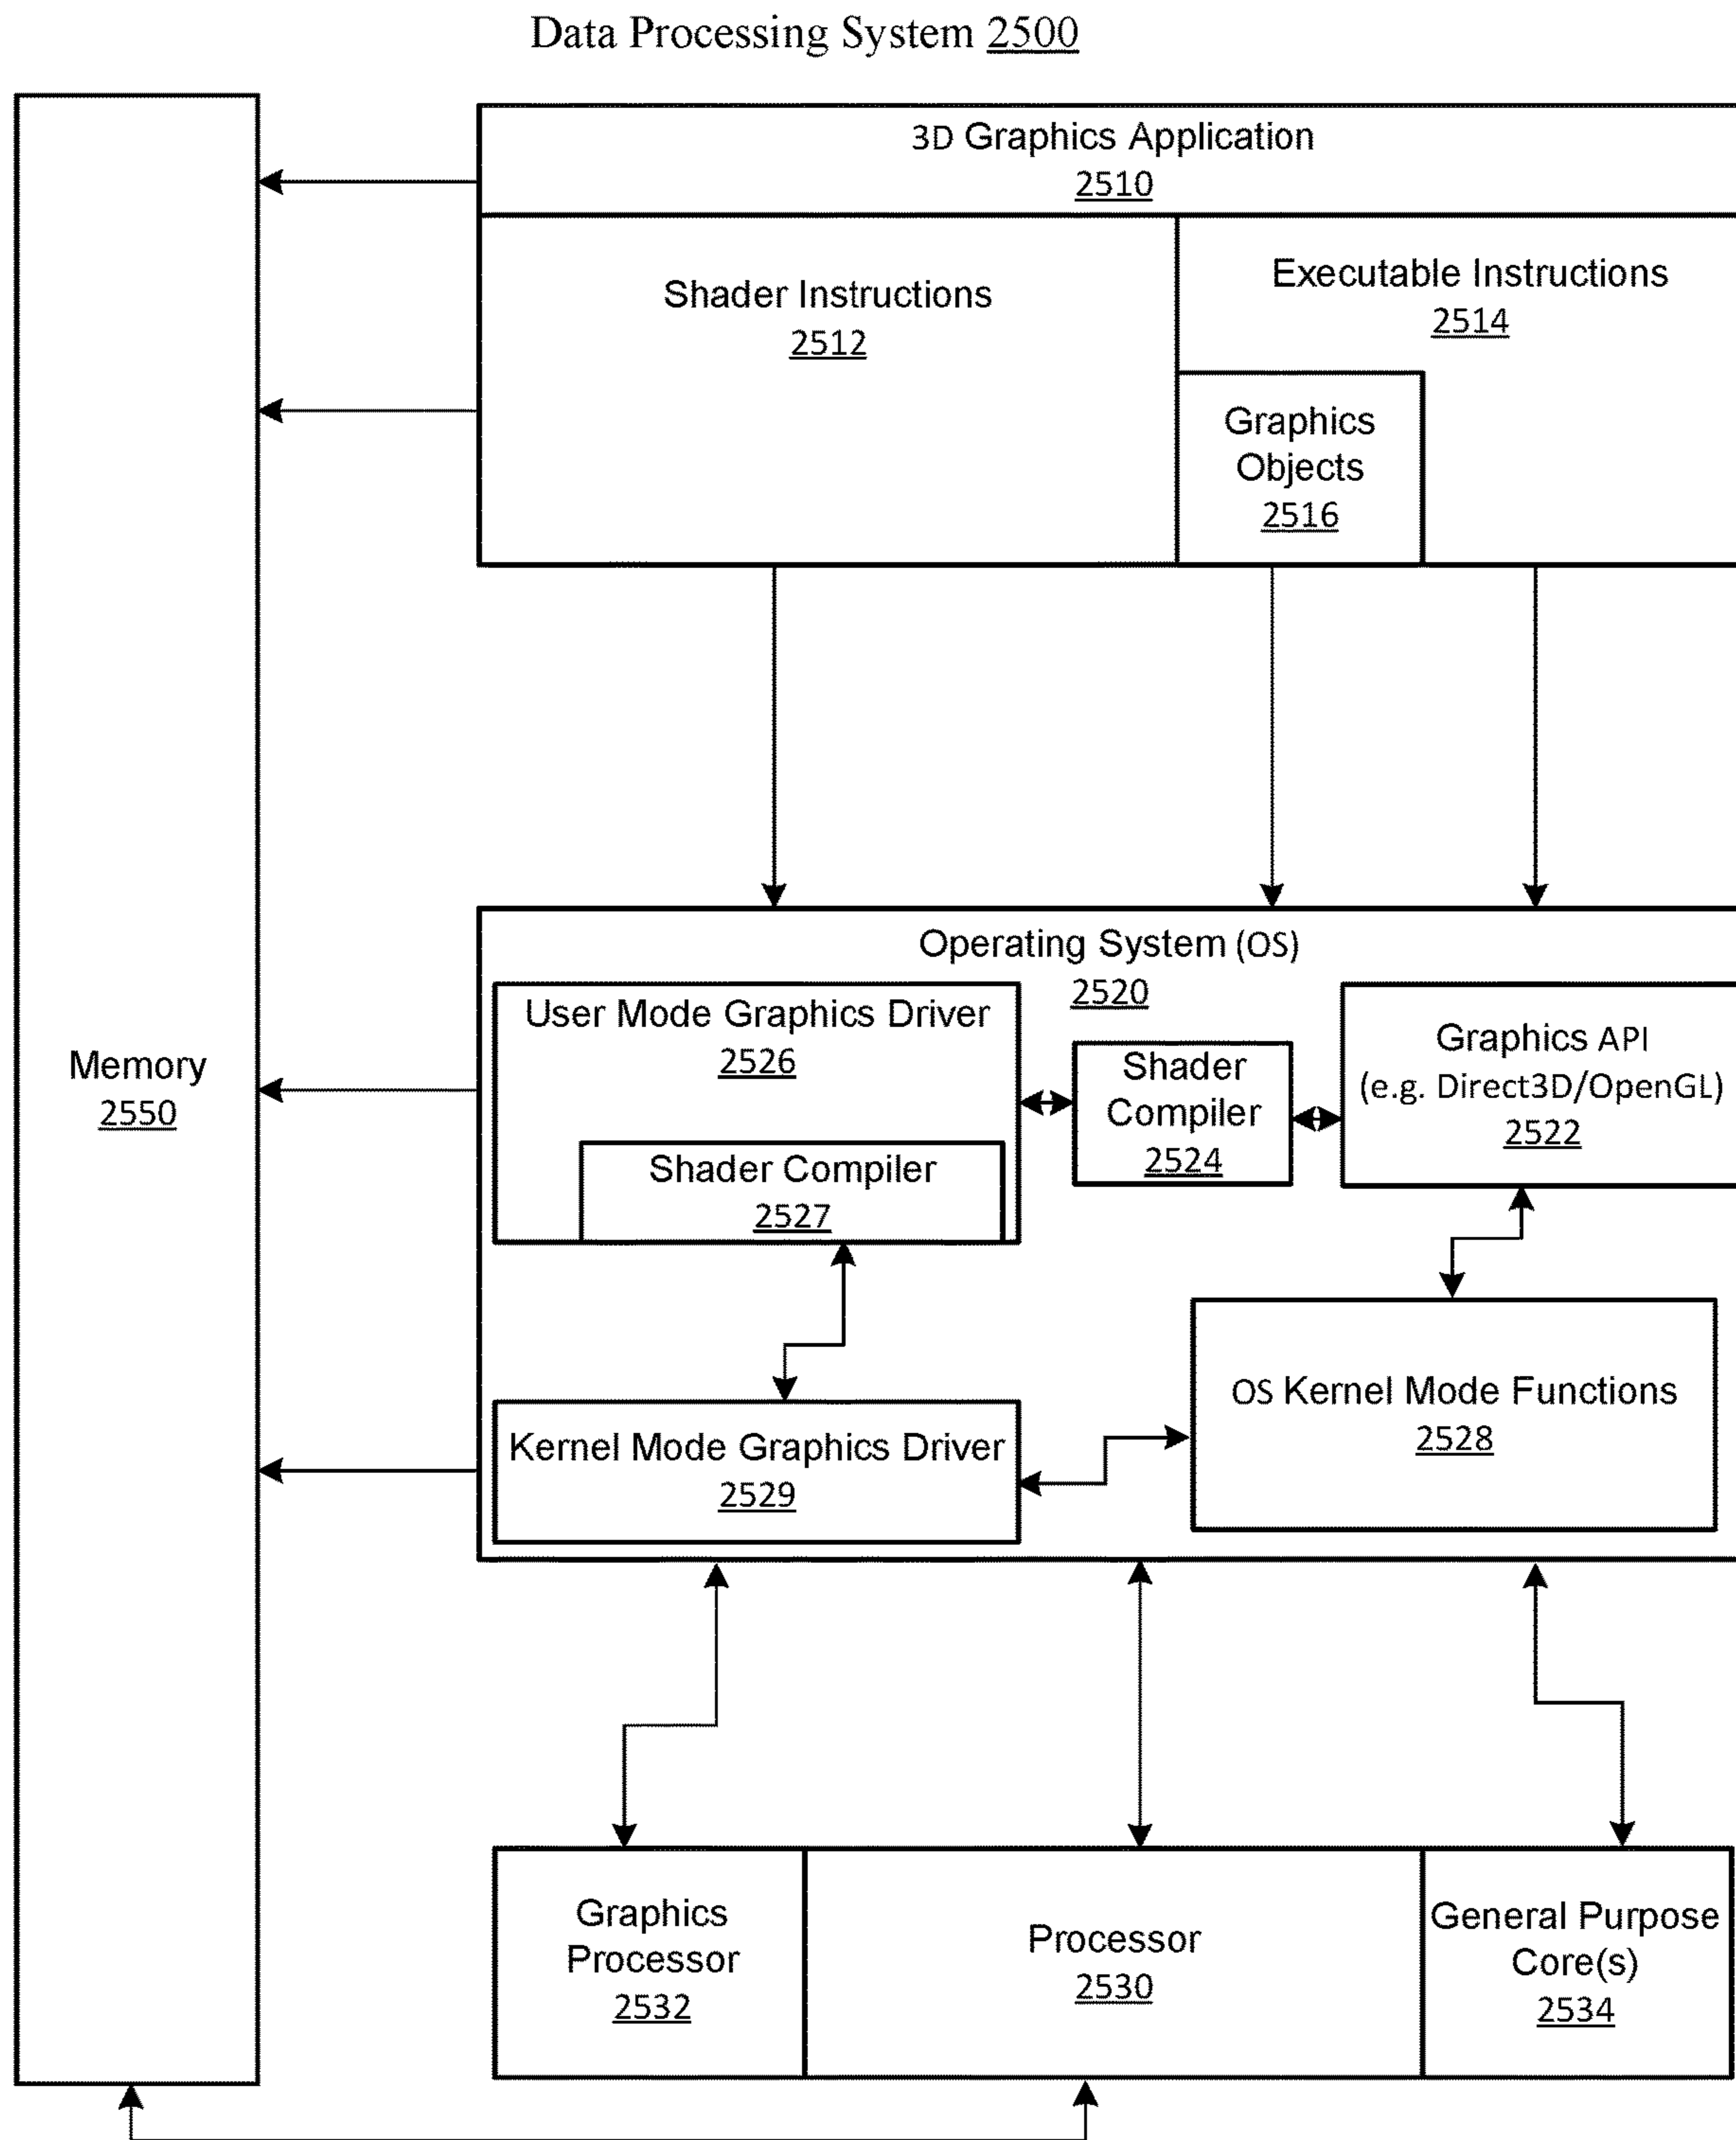 Data Processing System 2500
3D Graphics Application
2510
Shader Instructions
2512
Executable Instructions
2514
Graphics
Objects
2516
Memory
2550
Operating System (OS)
2520
User Mode Graphics Driver
2526
Shader Compiler
2527
Shader
Compiler
2524
Graphics API
(e.g. Direct3D/OpenGL)
2522
Kernel Mode Graphics Driver
2529
OS Kernel Mode Functions
2528
Graphics
Processor
2532
Processor
2530
General Purpose
Core(s)
2534